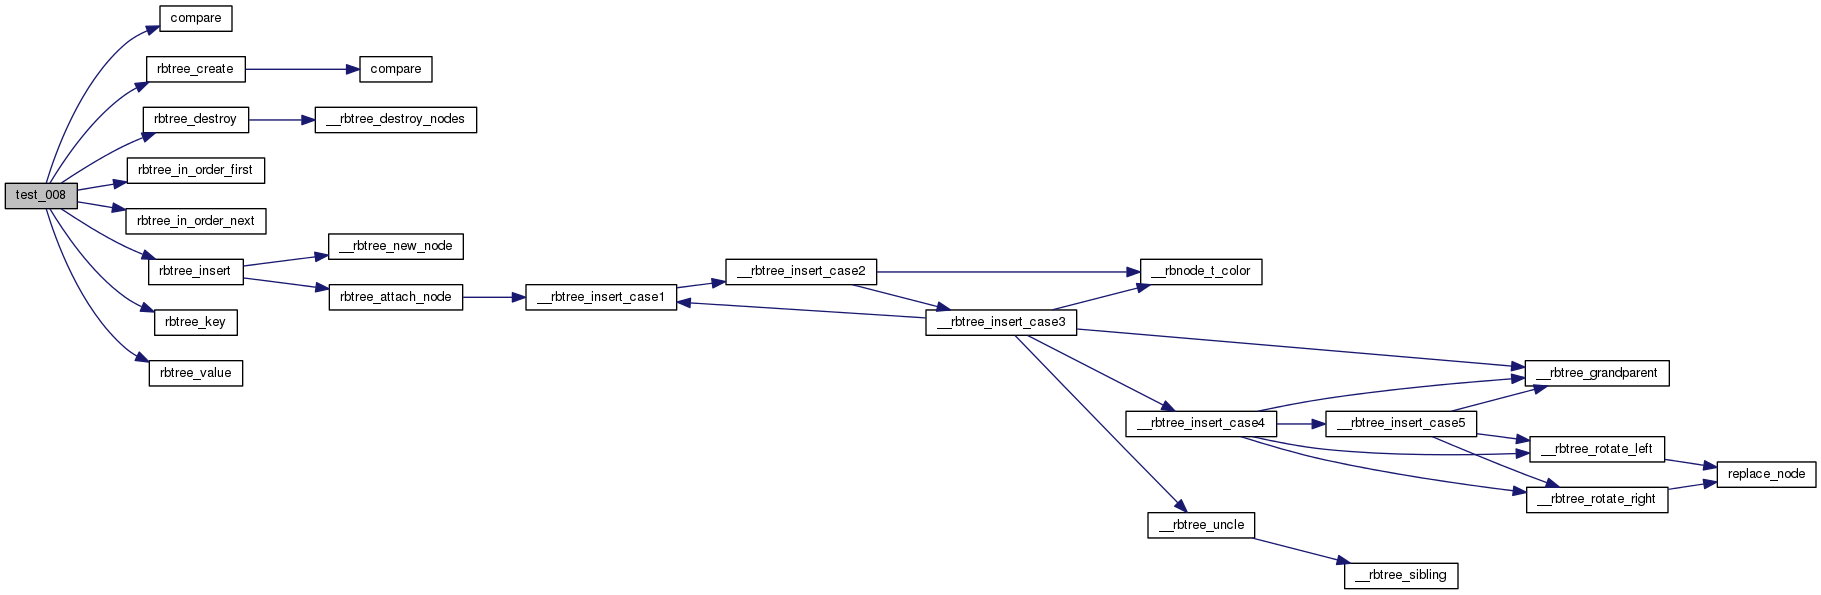 compare
rbtree_create
compare
rbtree_destroy
__rbtree_destroy_nodes
rbtree_in_order_first
test_008
rbtree_in_order_next
rbtree_insert
__rbtree_new_node
rbtree_attach_node
rbtree_key
rbtree_value
__rbtree_insert_case1
__rbtree_insert_case2
__rbnode_t_color
__rbtree_insert_case3
__rbtree_grandparent
__rbtree_insert_case4
__rbtree_insert_case5
__rbtree_rotate_left
replace_node
__rbtree_rotate_right
__rbtree_uncle
__rbtree_sibling